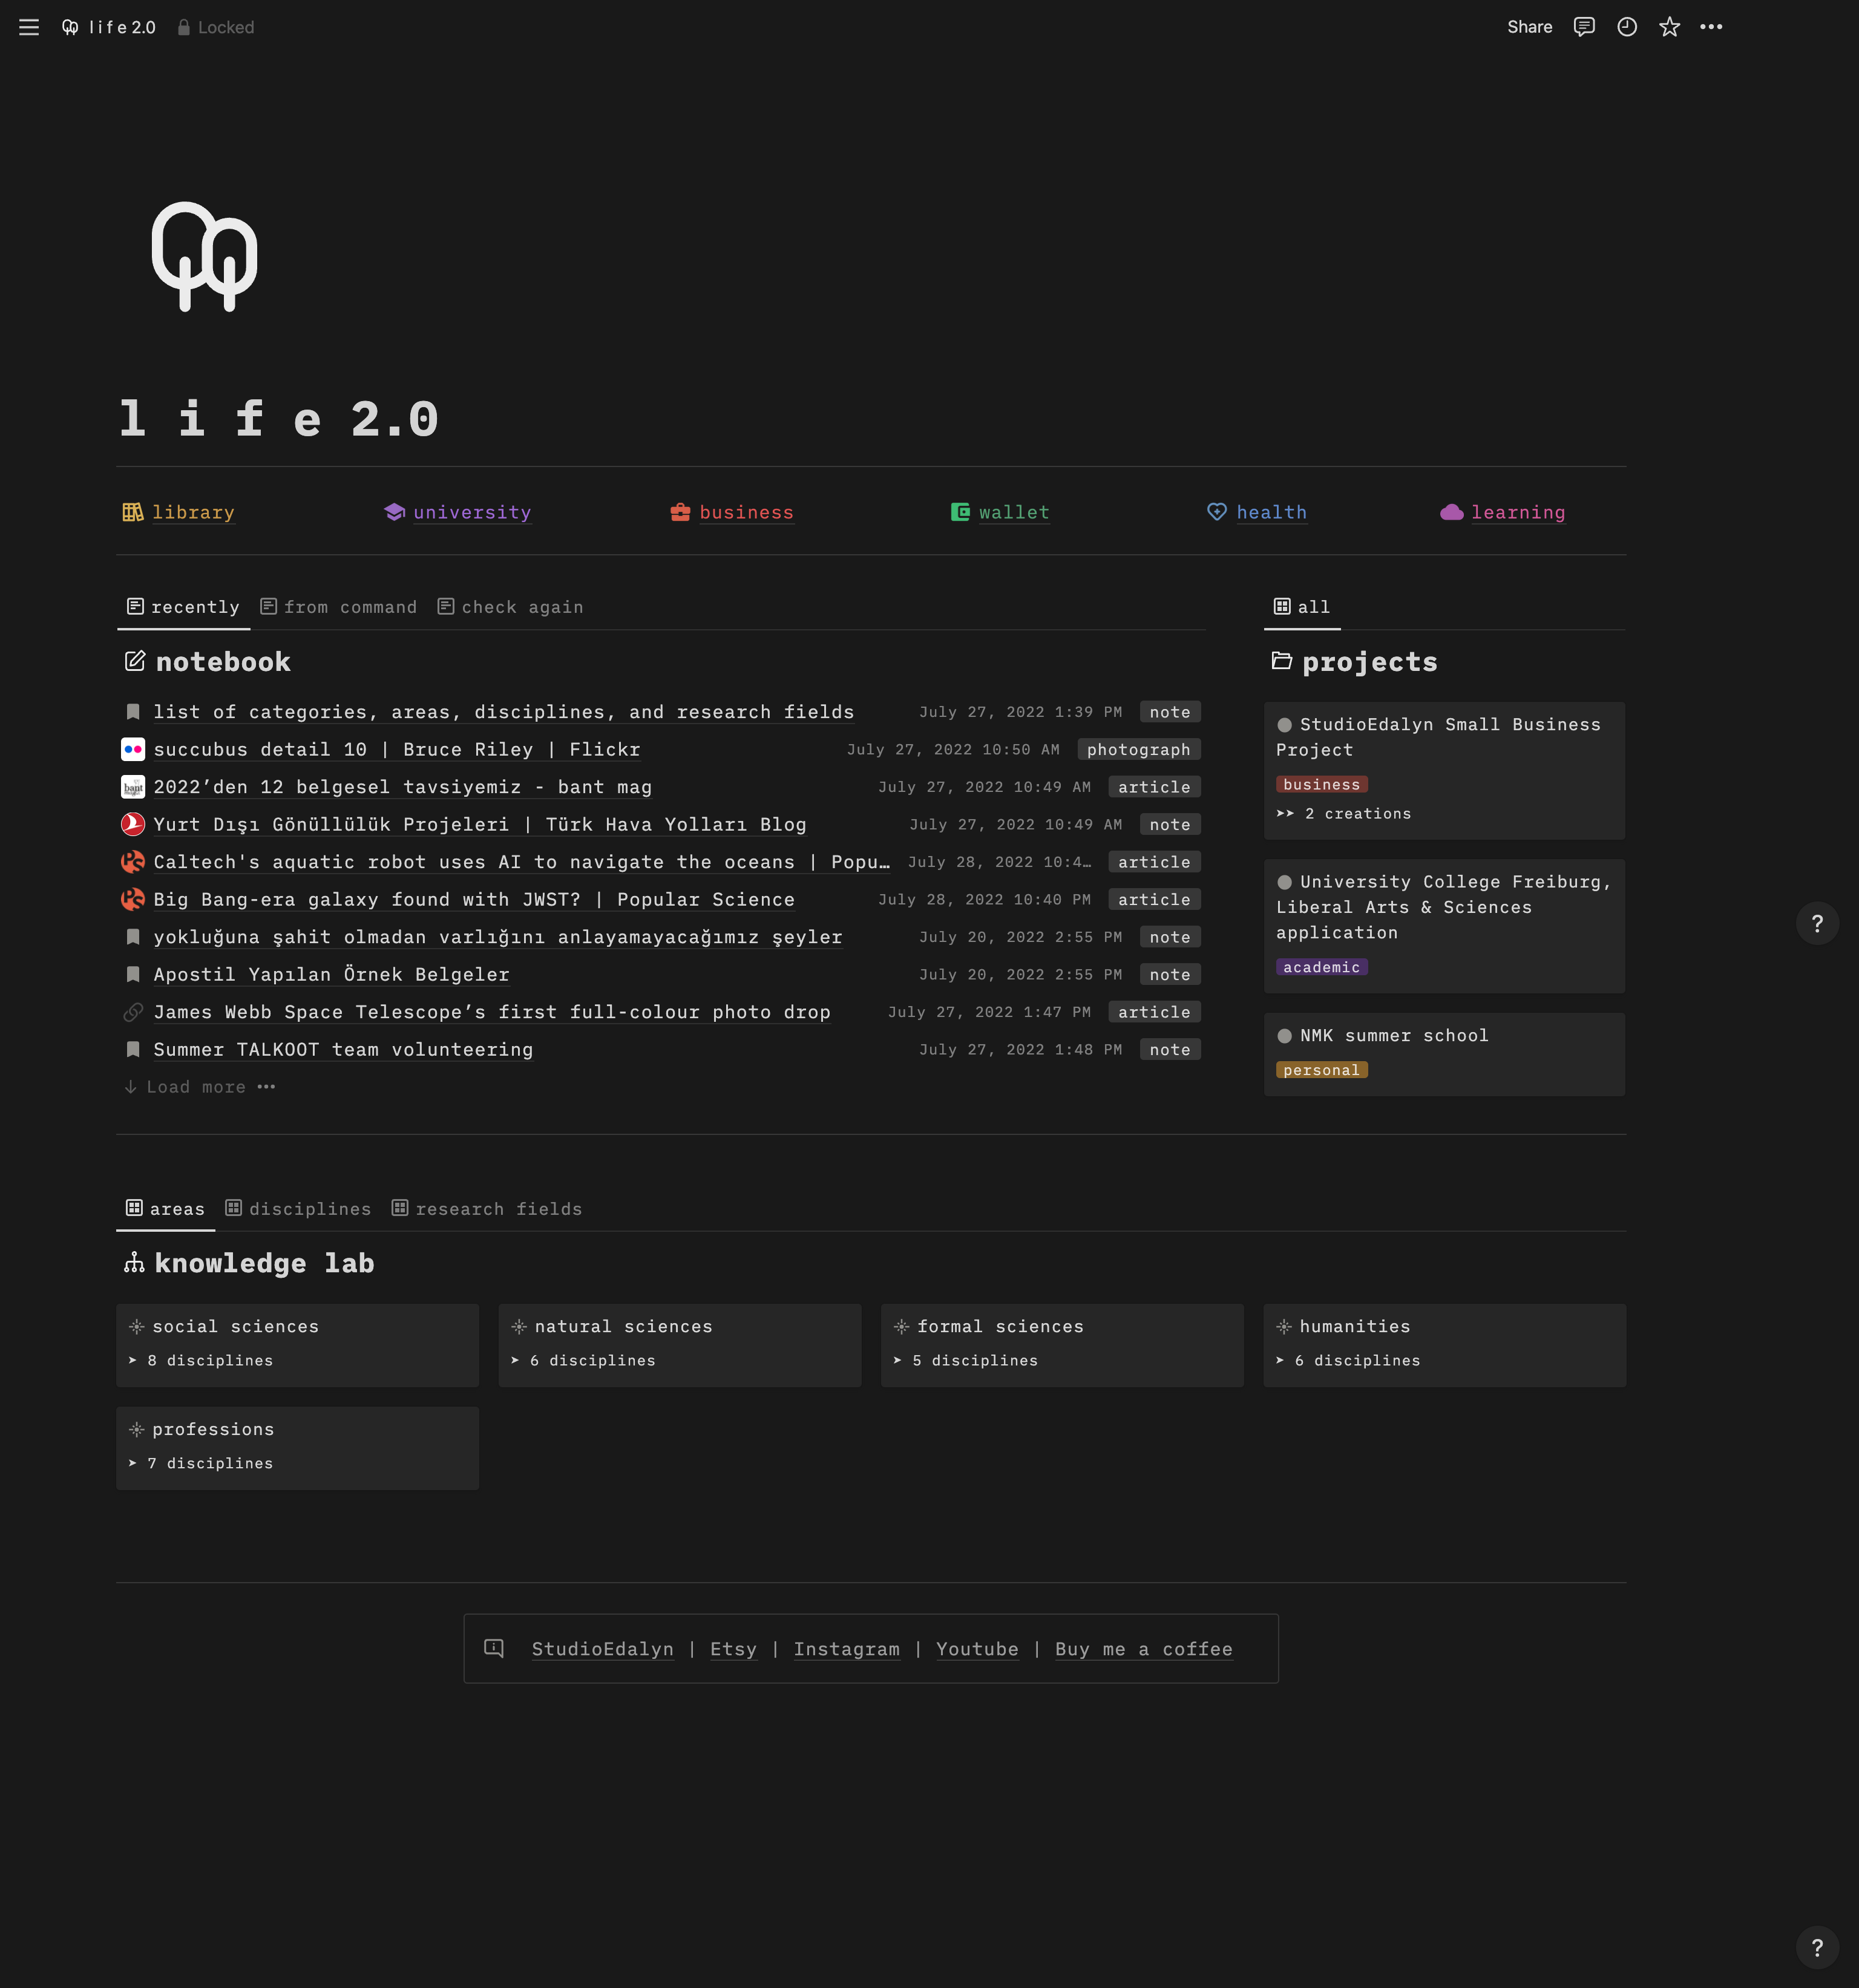 life 2.0 Locked Share
life 2.0
library university business wallet health learning
recently from command check again
notebook
list of categories, areas, disciplines, and research fields July 27, 2022 1:39 PM note
succubus detail 10 | Bruce Riley | Flickr July 27, 2022 10:50 AM photograph
bant 2022’den 12 belgesel tavsiyemiz - bant mag July 27, 2022 10:49 AM article
Yurt Dışı Gönüllülük Projeleri | Türk Hava Yolları Blog July 27, 2022 10:49 AM note
PS Caltech's aquatic robot uses AI to navigate the oceans | Popu… July 28, 2022 10:4… article
PS Big Bang-era galaxy found with JWST? | Popular Science July 28, 2022 10:40 PM article
yokluğuna şahit olmadan varlığını anlayamayacağımız şeyler July 20, 2022 2:55 PM note
Apostil Yapılan Örnek Belgeler July 20, 2022 2:55 PM note
James Webb Space Telescope’s first full-colour photo drop July 27, 2022 1:47 PM article
Summer TALKOOT team volunteering July 27, 2022 1:48 PM note
Load more
all
projects
StudioEdalyn Small Business
Project
business
➤➤ 2 creations
University College Freiburg,
Liberal Arts & Sciences
application
academic
NMK summer school
personal
?
areas disciplines research fields
knowledge lab
social sciences
➤ 8 disciplines
natural sciences
➤ 6 disciplines
formal sciences
➤ 5 disciplines
humanities
➤ 6 disciplines
professions
➤ 7 disciplines
StudioEdalyn | Etsy | Instagram | Youtube | Buy me a coffee
?